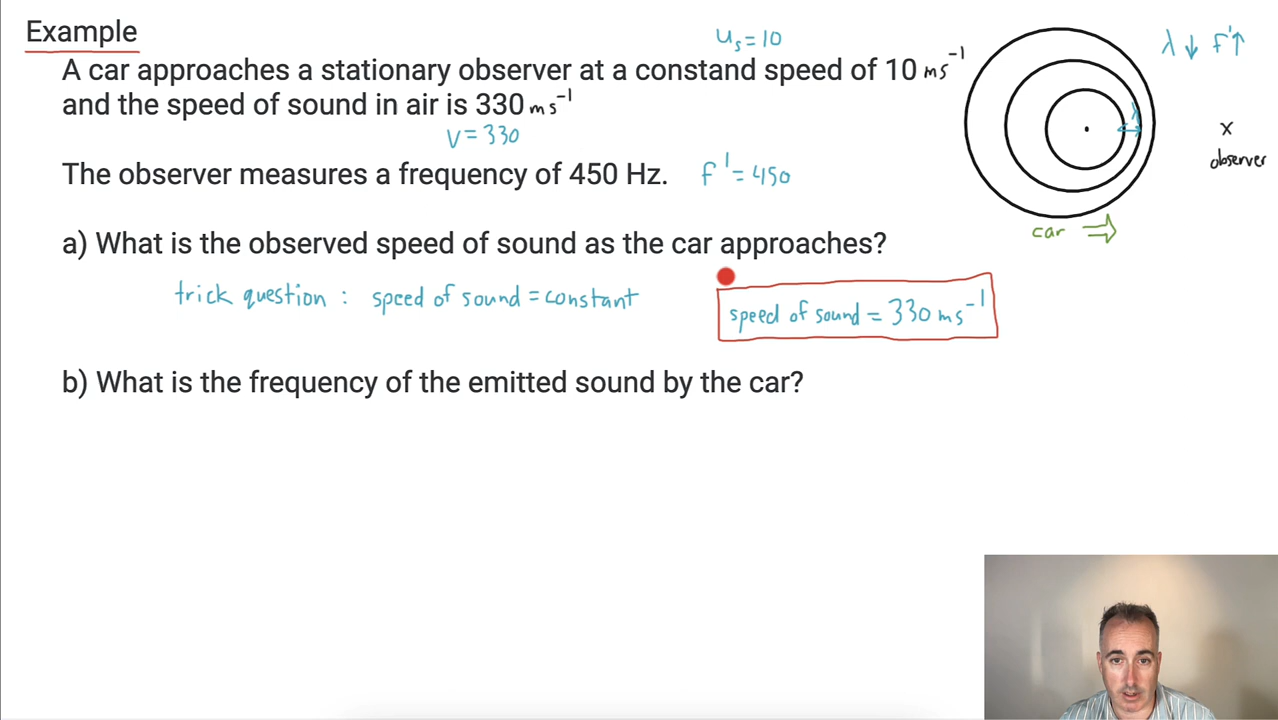 Example
u_s = 10
A car approaches a stationary observer at a constand speed of 10 ms⁻¹
and the speed of sound in air is 330 ms⁻¹
v = 330
The observer measures a frequency of 450 Hz. f' = 450
a) What is the observed speed of sound as the car approaches?
trick question : speed of sound = constant
speed of sound = 330 ms⁻¹
b) What is the frequency of the emitted sound by the car?
λ ↓ f' ↑
λ
x
observer
car